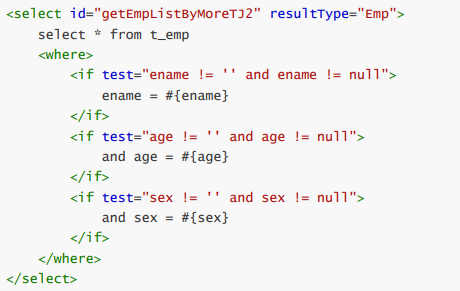 <select id="getEmpListByMoreTJ2" resultType="Emp">
    select * from t_emp
    <where>
        <if test="ename != '' and ename != null">
            ename = #{ename}
        </if>
        <if test="age != '' and age != null">
            and age = #{age}
        </if>
        <if test="sex != '' and sex != null">
            and sex = #{sex}
        </if>
    </where>
</select>